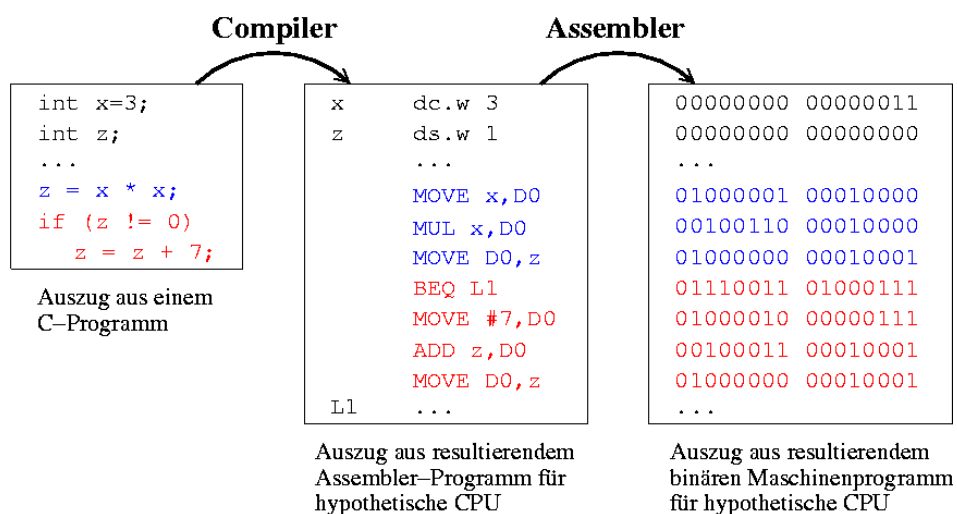 Compiler
Assembler
int x=3;
int z;
...
z = x * x;
if (z != 0)
z = z + 7;
Auszug aus einem
C–Programm
x dc.w 3
z ds.w 1
...
MOVE x,D0
MUL x,D0
MOVE D0,z
BEQ L1
MOVE #7,D0
ADD z,D0
MOVE D0,z
L1 ...
Auszug aus resultierendem
Assembler–Programm für
hypothetische CPU
00000000 00000011
00000000 00000000
...
01000001 00010000
00100110 00010000
01000000 00010001
01110011 01000111
01000010 00000111
00100011 00010001
01000000 00010001
...
Auszug aus resultierendem
binären Maschinenprogramm
für hypothetische CPU